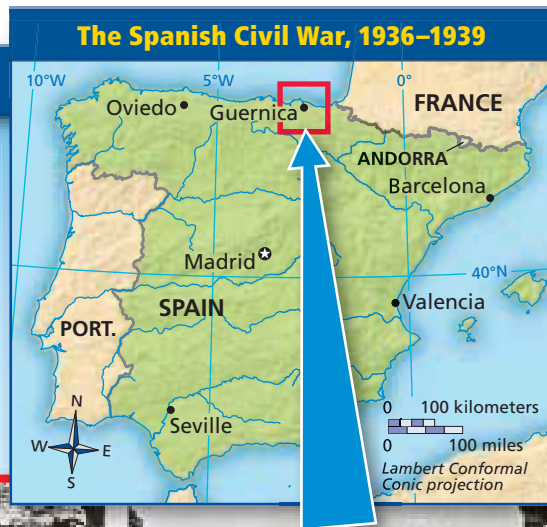 The Spanish Civil War, 1936–1939
10°W
5°W
0°
FRANCE
Oviedo
Guernica
ANDORRA
Barcelona
Madrid
40°N
SPAIN
Valencia
PORT.
Seville
N
W E
S
0 100 kilometers
0 100 miles
Lambert Conformal
Conic projection